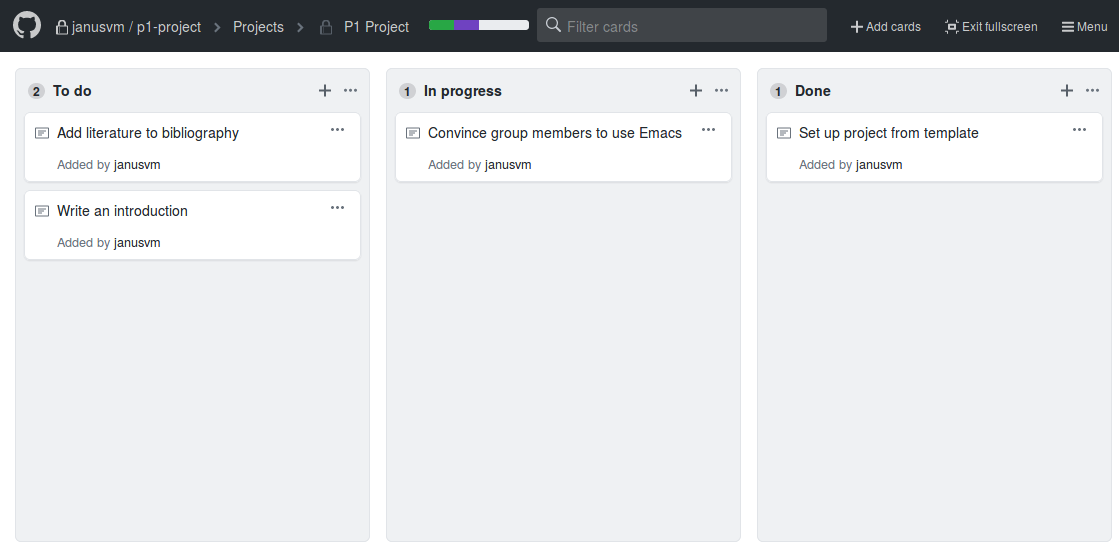 janusvm / p1-project
Projects
P1 Project
Filter cards
Add cards
Exit fullscreen
Menu
2 To do
Add literature to bibliography
Added by janusvm
Write an introduction
Added by janusvm
1 In progress
Convince group members to use Emacs
Added by janusvm
1 Done
Set up project from template
Added by janusvm